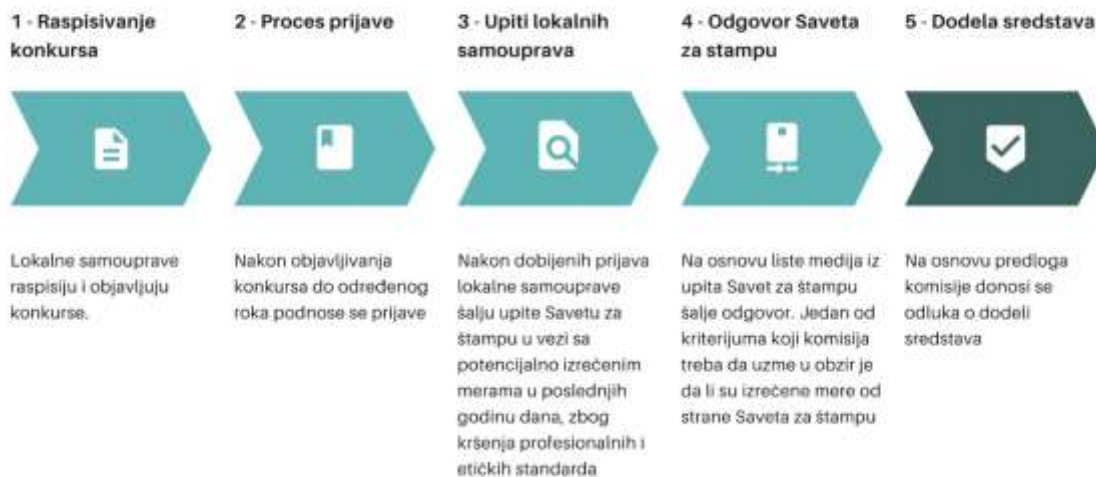 1 - Raspisivanje
konkursa
2 - Proces prijave
3 - Upiti lokalnih
samouprava
4 - Odgovor Saveta
za stampu
5 - Dodela sredstava
Lokalne samouprave
raspisiju i objavljuju
konkurse.
Nakon objavljivanja
konkursa do određenog
roka podnose se prijave
Nakon dobijenih prijava
lokalne samouprave
šalju upite Savetu za
štampu u vezi sa
potencijalno izrečenim
merama u poslednjih
godinu dana, zbog
kršenja profesionalnih i
etičkih standarda
Na osnovu liste medija iz
upita Savet za štampu
šalje odgovor. Jedan od
kriterijuma koji komisija
treba da uzme u obzir je
da li su izrečene mere od
strane Saveta za štampu
Na osnovu predloga
komisije donosi se
odluka o dodeli
sredstava